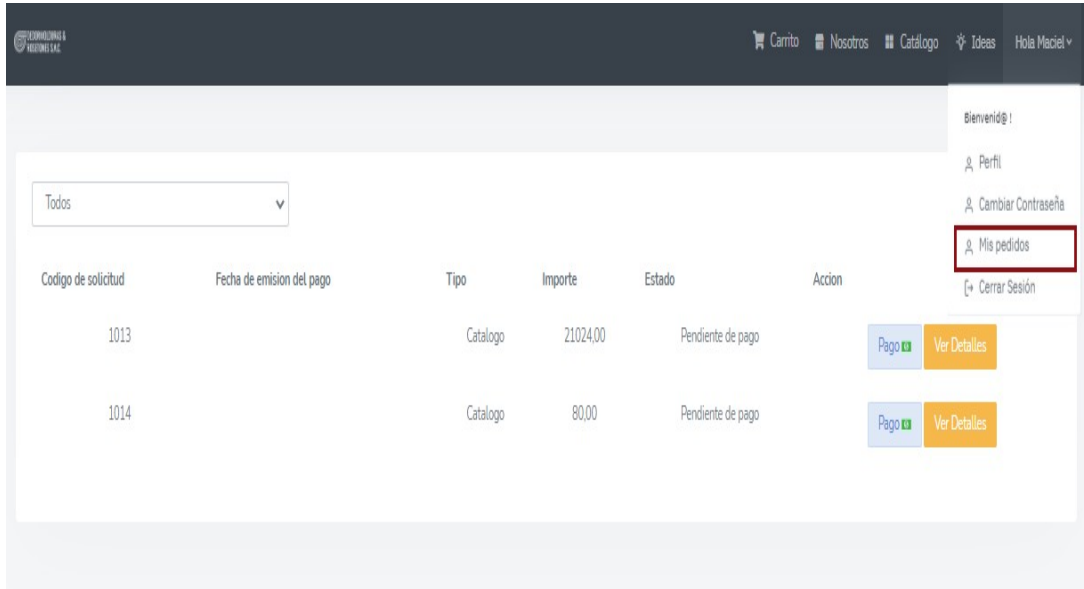 Carrito Nosotros Catálogo Ideas Hola Maciel
Bienvenid@ !
Perfil
Cambiar Contraseña
Mis pedidos
Cerrar Sesión
Todos
Codigo de solicitud Fecha de emision del pago Tipo Importe Estado Accion
1013 Catalogo 21024,00 Pendiente de pago Pago Ver Detalles
1014 Catalogo 80,00 Pendiente de pago Pago Ver Detalles